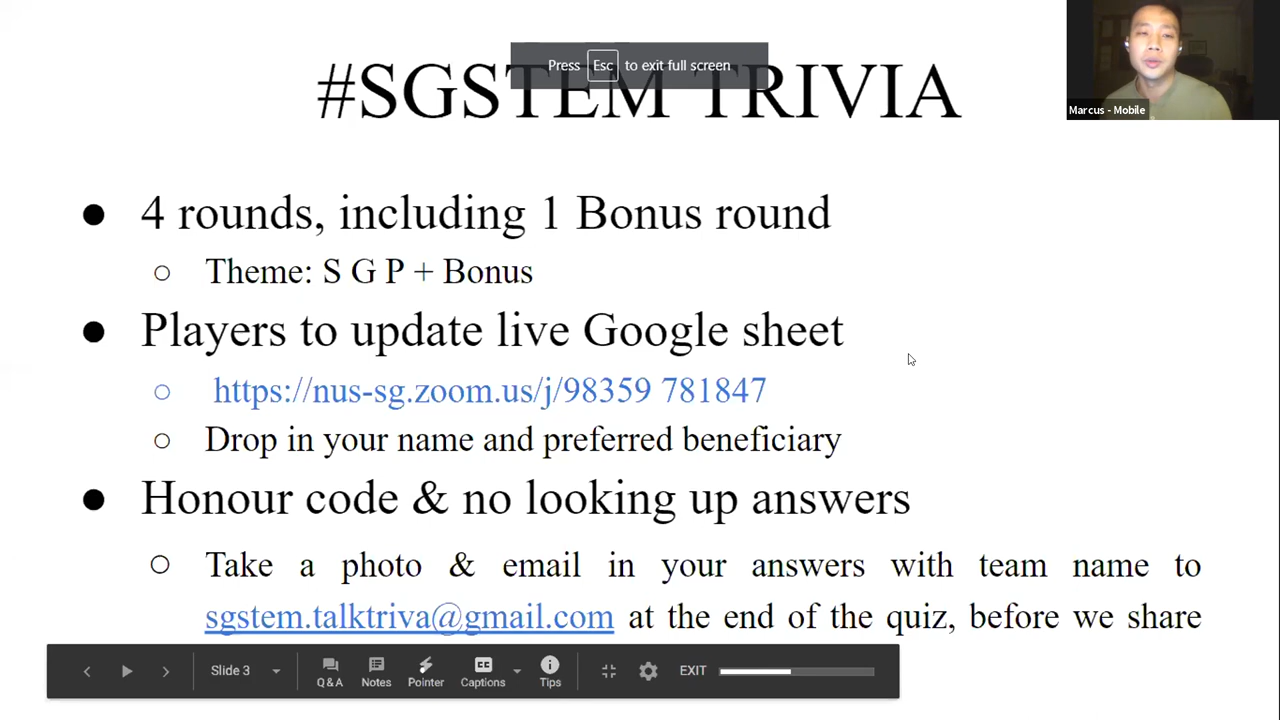 #SGSTEM TRIVIA
Press Esc to exit full screen
Marcus - Mobile
● 4 rounds, including 1 Bonus round
○ Theme: S G P + Bonus
● Players to update live Google sheet
○ https://nus-sg.zoom.us/j/98359 781847
○ Drop in your name and preferred beneficiary
● Honour code & no looking up answers
○ Take a photo & email in your answers with team name to
sgstem.talktriva@gmail.com at the end of the quiz, before we share
Slide 3
Q&A
Notes
Pointer
CC
Captions
Tips
EXIT